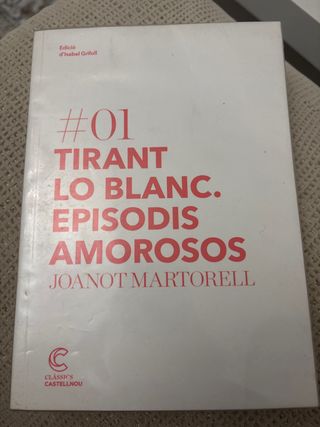 Edició
d'Isabel Grifoll
#01
TIRANT
LO BLANC.
EPISODIS
AMOROSOS
JOANOT MARTORELL
C
CLÀSSICS
CASTELLNOU